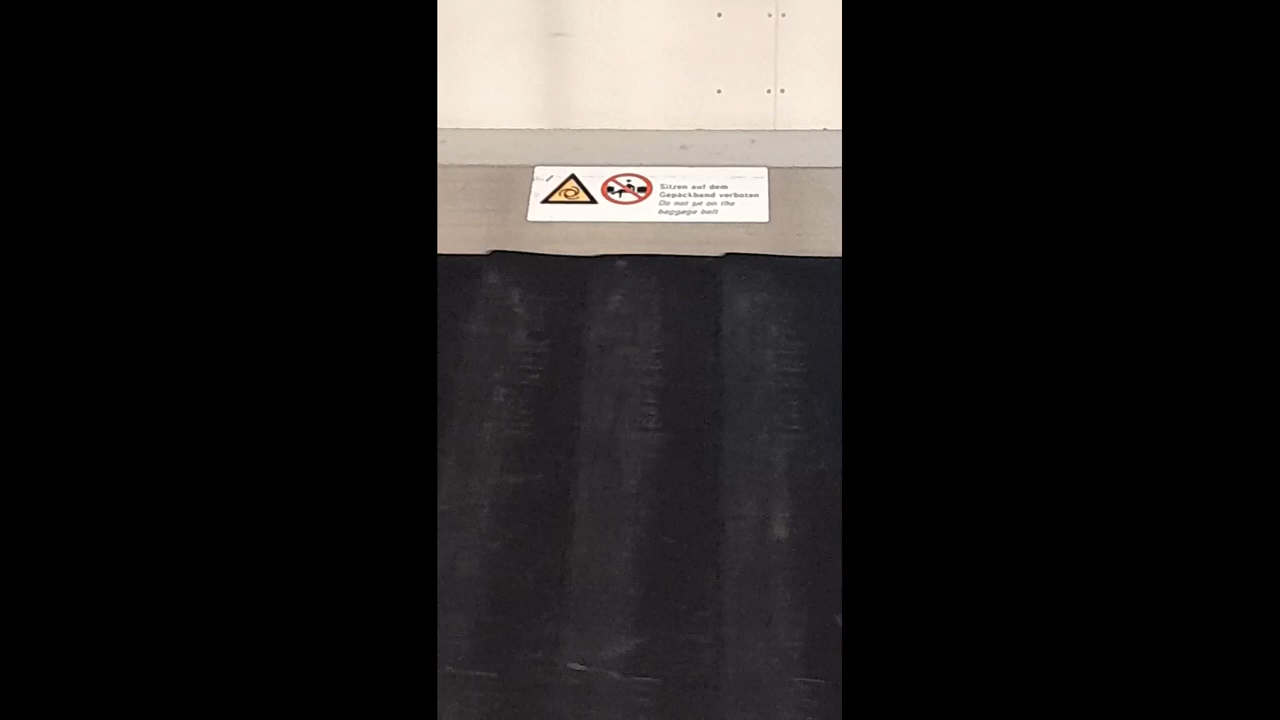 Sitzen auf dem
Gepäckband verboten
Do not sit on the
baggage belt